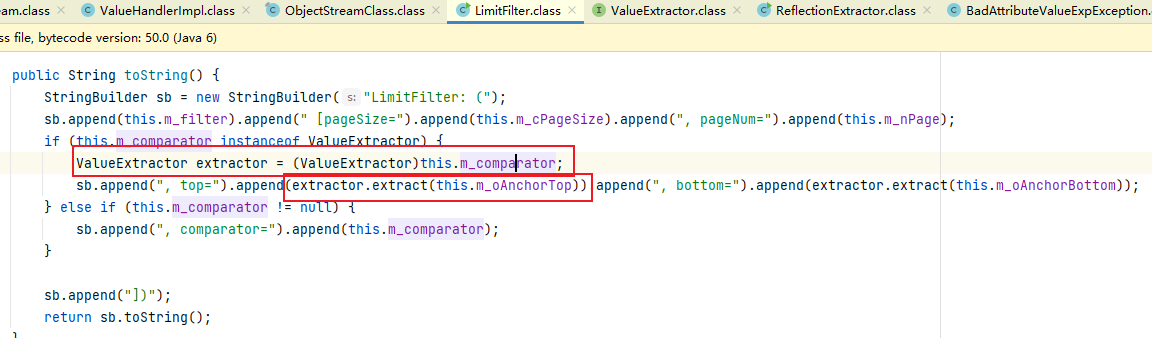 am.class ValueHandlerImpl.class ObjectStreamClass.class LimitFilter.class ValueExtractor.class ReflectionExtractor.class BadAttributeValueExpException.
ss file, bytecode version: 50.0 (Java 6)
public String toString() {
StringBuilder sb = new StringBuilder( s: "LimitFilter: (");
sb.append(this.m_filter).append(" [pageSize=").append(this.m_cPageSize).append(", pageNum=").append(this.m_nPage);
if (this.m_comparator instanceof ValueExtractor) {
ValueExtractor extractor = (ValueExtractor)this.m_comparator;
sb.append(", top=").append(extractor.extract(this.m_oAnchorTop)).append(", bottom=").append(extractor.extract(this.m_oAnchorBottom));
} else if (this.m_comparator != null) {
sb.append(", comparator=").append(this.m_comparator);
}
sb.append("])");
return sb.toString();